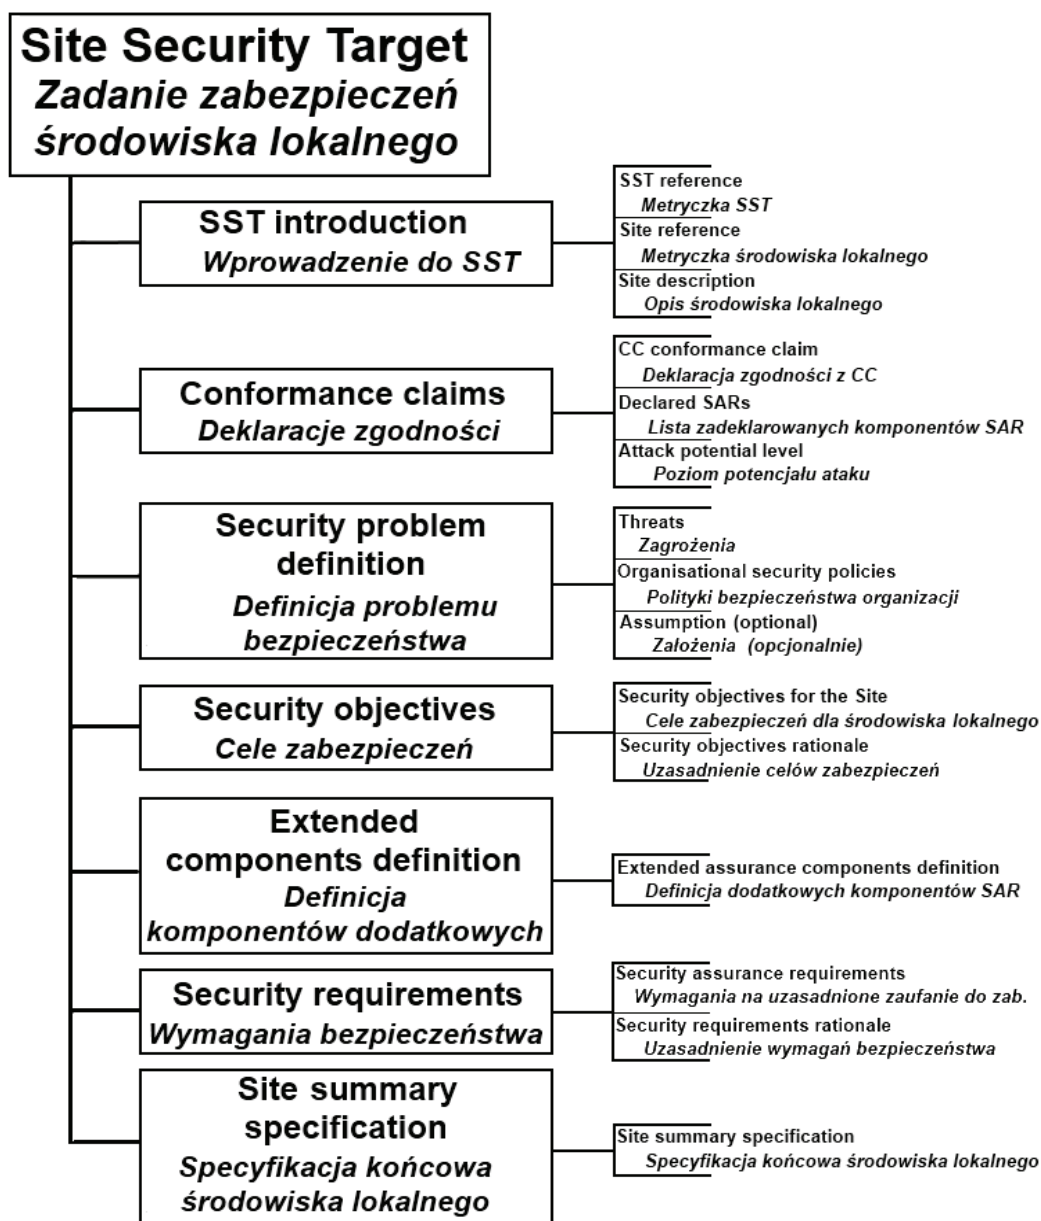 Site Security Target
Zadanie zabezpieczeń
środowiska lokalnego
SST introduction
Wprowadzenie do SST
SST reference
Metryczka SST
Site reference
Metryczka środowiska lokalnego
Site description
Opis środowiska lokalnego
Conformance claims
Deklaracje zgodności
CC conformance claim
Deklaracja zgodności z CC
Declared SARs
Lista zadeklarowanych komponentów SAR
Attack potential level
Poziom potencjału ataku
Security problem
definition
Definicja problemu
bezpieczeństwa
Threats
Zagrożenia
Organisational security policies
Polityki bezpieczeństwa organizacji
Assumption (optional)
Założenia (opcjonalnie)
Security objectives
Cele zabezpieczeń
Security objectives for the Site
Cele zabezpieczeń dla środowiska lokalnego
Security objectives rationale
Uzasadnienie celów zabezpieczeń
Extended
components definition
Definicja
komponentów dodatkowych
Extended assurance components definition
Definicja dodatkowych komponentów SAR
Security requirements
Wymagania bezpieczeństwa
Security assurance requirements
Wymagania na uzasadnione zaufanie do zab.
Security requirements rationale
Uzasadnienie wymagań bezpieczeństwa
Site summary
specification
Specyfikacja końcowa
środowiska lokalnego
Site summary specification
Specyfikacja końcowa środowiska lokalnego